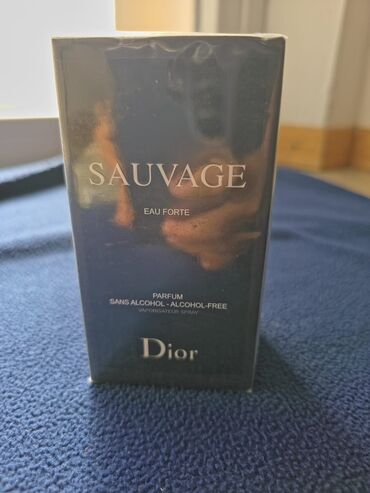 SAUVAGE
EAU FORTE
PARFUM
SANS ALCOHOL - ALCOHOL-FREE
VAPORISATEUR SPRAY
Dior